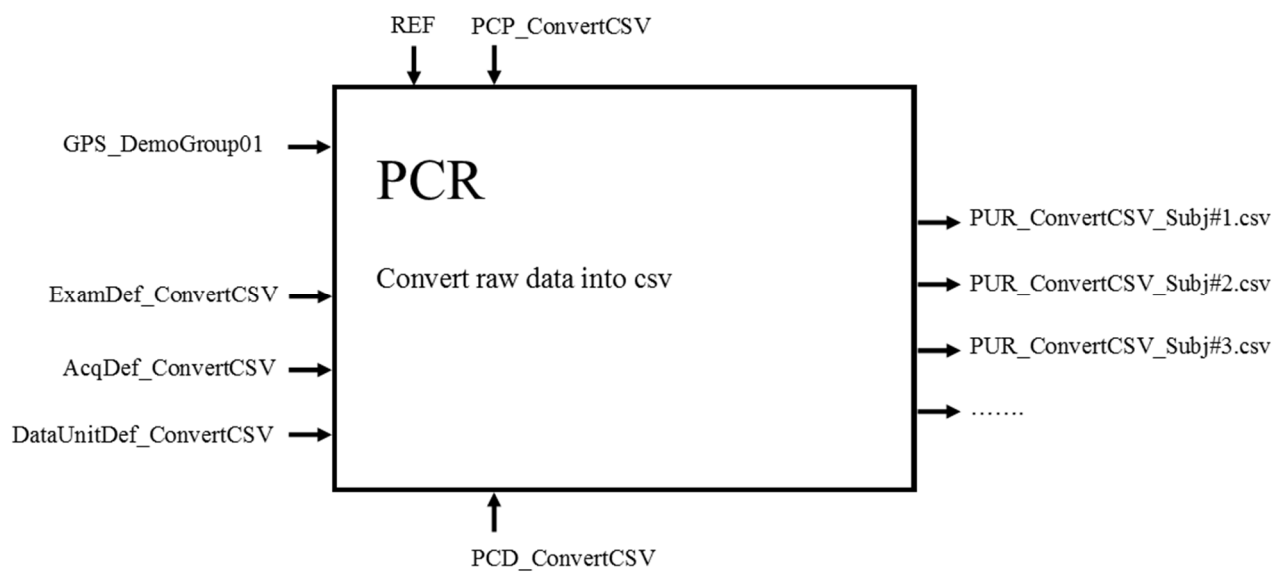 REF
PCP_ConvertCSV
GPS_DemoGroup01
PCR
PUR_ConvertCSV_Subj#1.csv
Convert raw data into csv
PUR_ConvertCSV_Subj#2.csv
ExamDef_ConvertCSV
PUR_ConvertCSV_Subj#3.csv
AcqDef_ConvertCSV
…….
DataUnitDef_ConvertCSV
PCD_ConvertCSV